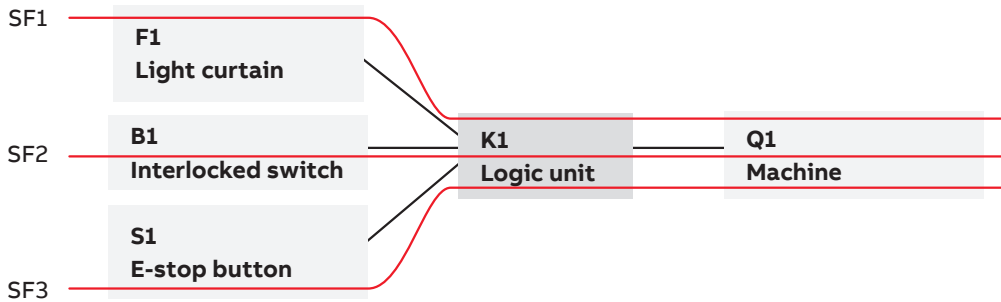 SF1
F1
Light curtain
SF2
B1
Interlocked switch
K1
Logic unit
Q1
Machine
S1
E-stop button
SF3